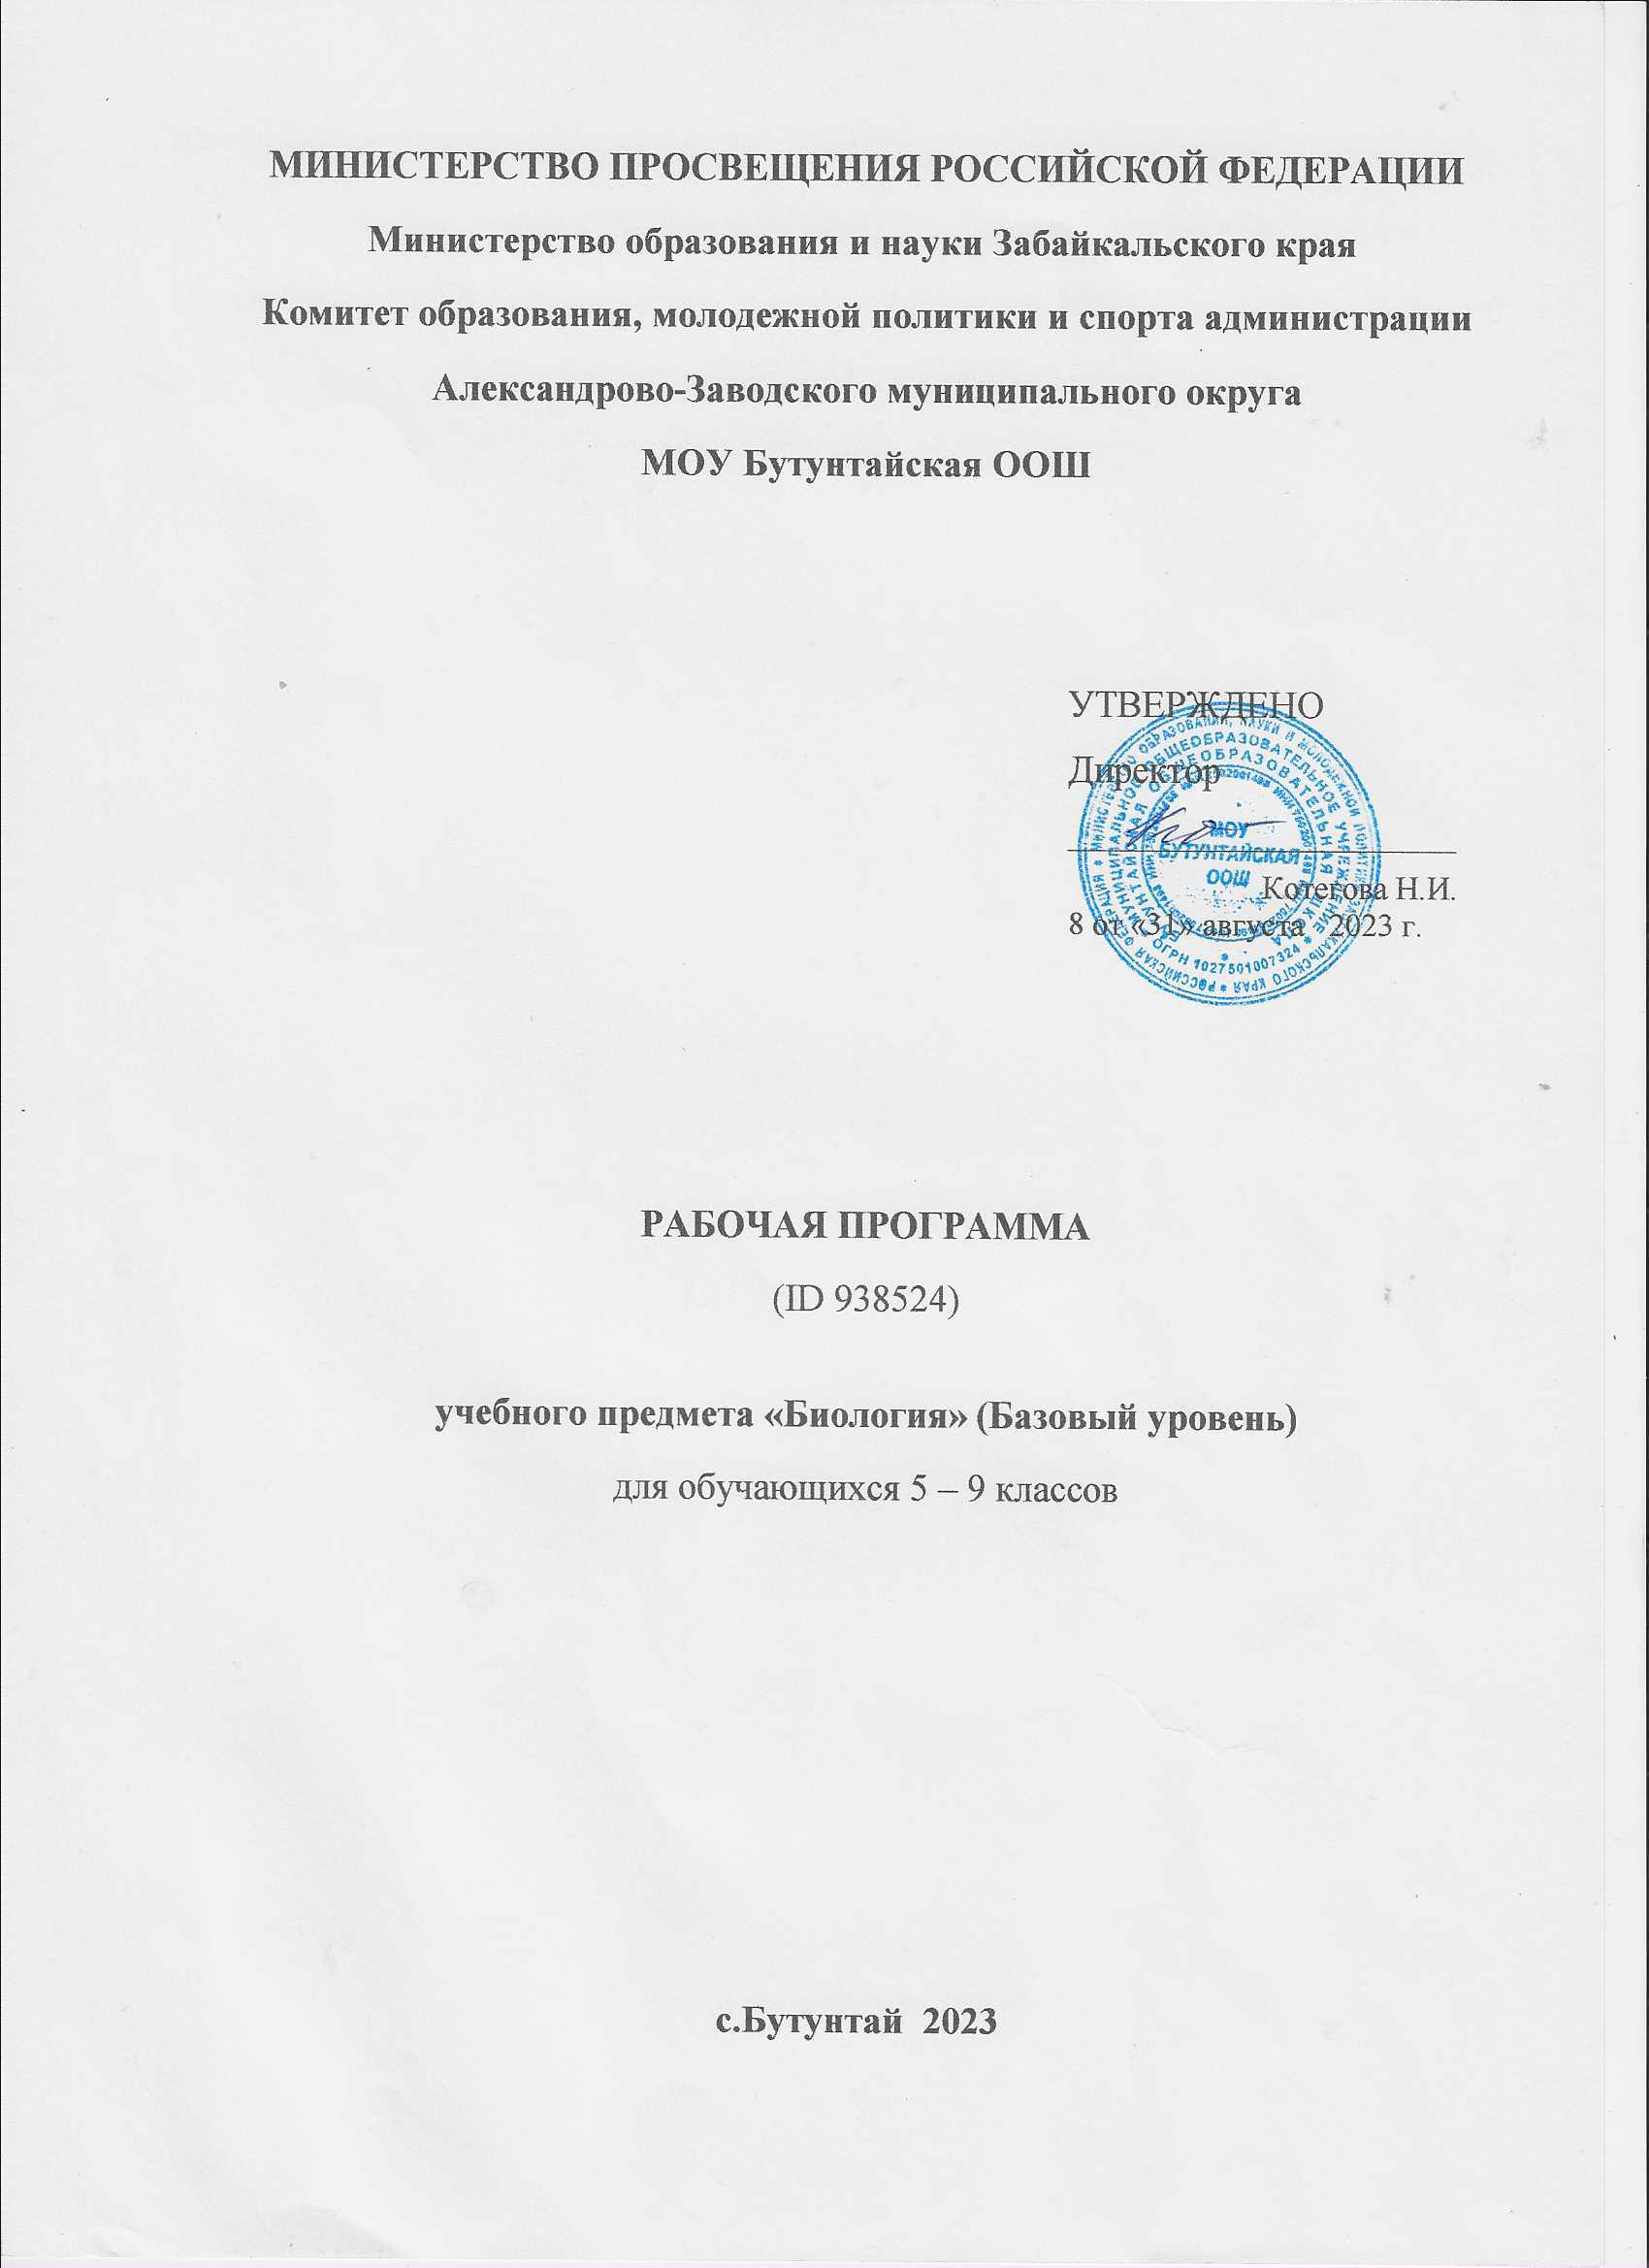 МИНИСТЕРСТВО ПРОСВЕЩЕНИЯ РОССИЙСКОЙ ФЕДЕРАЦИИ
Министерство образования и науки Забайкальского края
Комитет образования, молодежной политики и спорта администрации
Александрово-Заводского муниципального округа
МОУ Бутунтайская ООШ
УТВЕРЖДЕНО
Директор
МОУ
БУТУНТАЙСКАЯ
ООШ
ОГРН 1027501007324
Котегова Н.И.
8 от «31» августа 2023 г.
РАБОЧАЯ ПРОГРАММА
(ID 938524)
учебного предмета «Биология» (Базовый уровень)
для обучающихся 5 – 9 классов
с.Бутунтай 2023